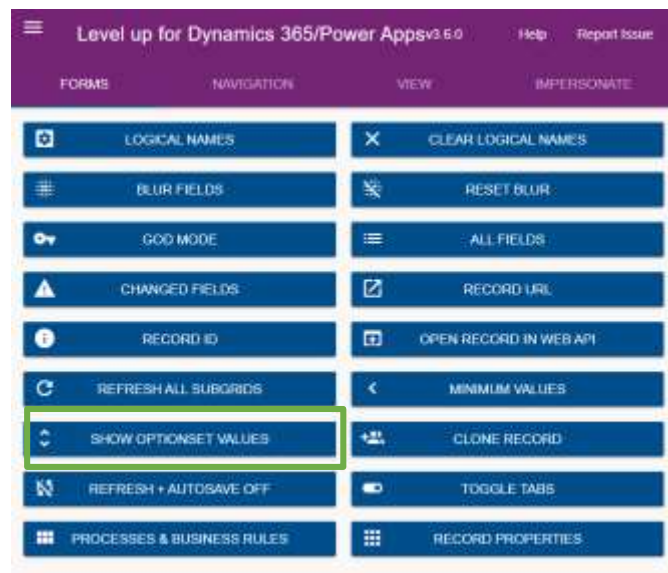 Level up for Dynamics 365/Power Apps v3.6.0 Help Report Issue
FORMS NAVIGATION VIEW IMPERSONATE
LOGICAL NAMES CLEAR LOGICAL NAMES
BLUR FIELDS RESET BLUR
GOD MODE ALL FIELDS
CHANGED FIELDS RECORD URL
RECORD ID OPEN RECORD IN WEB API
REFRESH ALL SUBGRIDS MINIMUM VALUES
SHOW OPTIONSET VALUES CLONE RECORD
REFRESH + AUTOSAVE OFF TOGGLE TABS
PROCESSES & BUSINESS RULES RECORD PROPERTIES